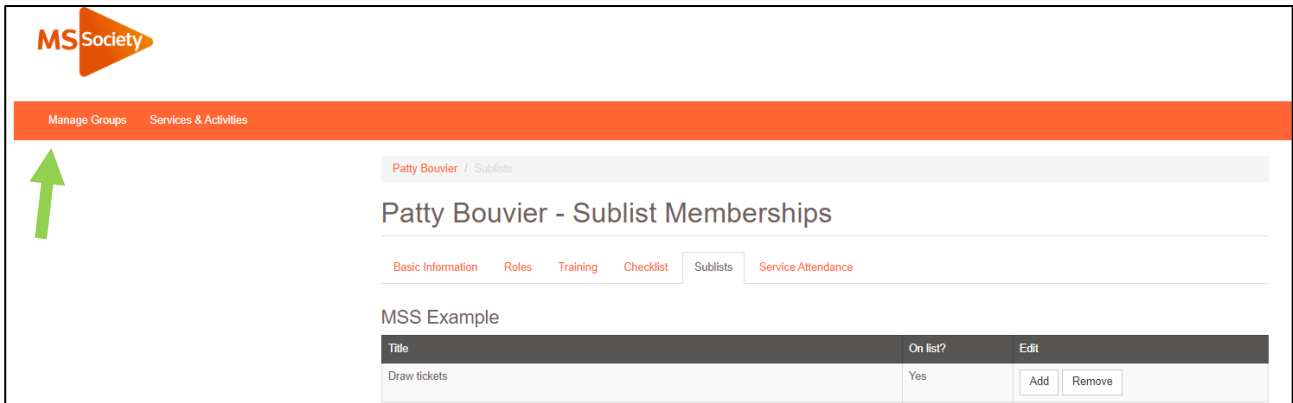 MS Society
Manage Groups Services & Activities
Patty Bouvier / Sublists
Patty Bouvier - Sublist Memberships
Basic Information Roles Training Checklist Sublists Service Attendance
MSS Example
Title On list? Edit
Draw tickets Yes Add Remove